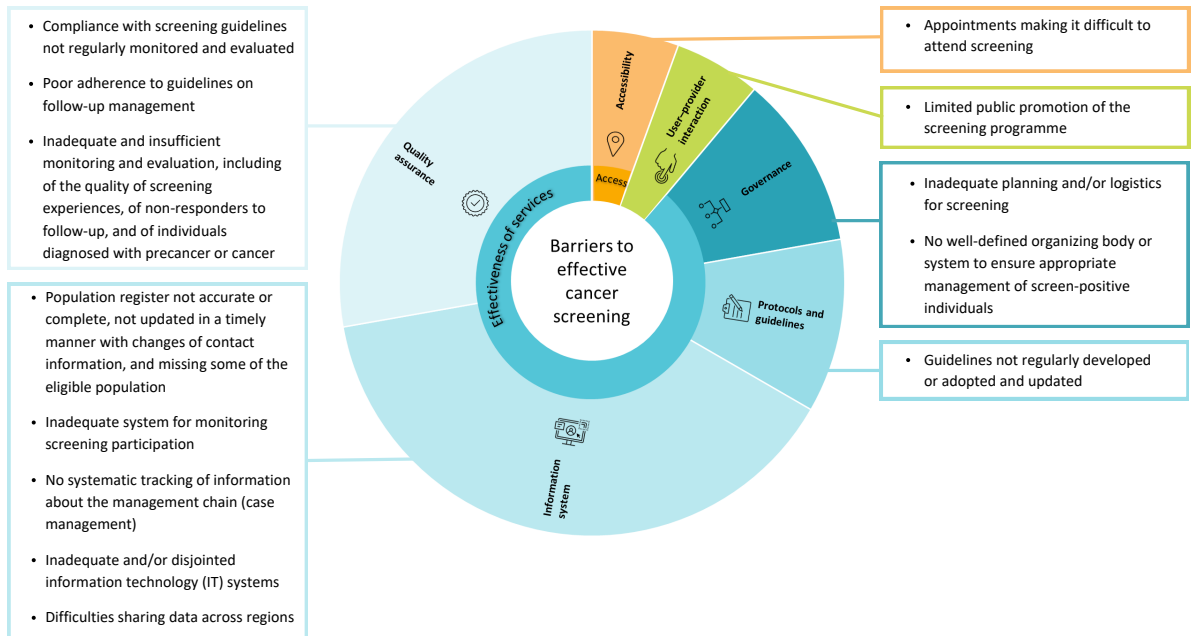 • Compliance with screening guidelines
not regularly monitored and evaluated
• Poor adherence to guidelines on
follow-up management
• Inadequate and insufficient
monitoring and evaluation, including
of the quality of screening
experiences, of non-responders to
follow-up, and of individuals
diagnosed with precancer or cancer
• Population register not accurate or
complete, not updated in a timely
manner with changes of contact
information, and missing some of the
eligible population
• Inadequate system for monitoring
screening participation
• No systematic tracking of information
about the management chain (case
management)
• Inadequate and/or disjointed
information technology (IT) systems
• Difficulties sharing data across regions
Quality
assurance
Accessibility
User–provider
interaction
Governance
Protocols and
guidelines
Information
system
Access
Effectiveness of services
Barriers to
effective
cancer
screening
• Appointments making it difficult to
attend screening
• Limited public promotion of the
screening programme
• Inadequate planning and/or logistics
for screening
• No well-defined organizing body or
system to ensure appropriate
management of screen-positive
individuals
• Guidelines not regularly developed
or adopted and updated